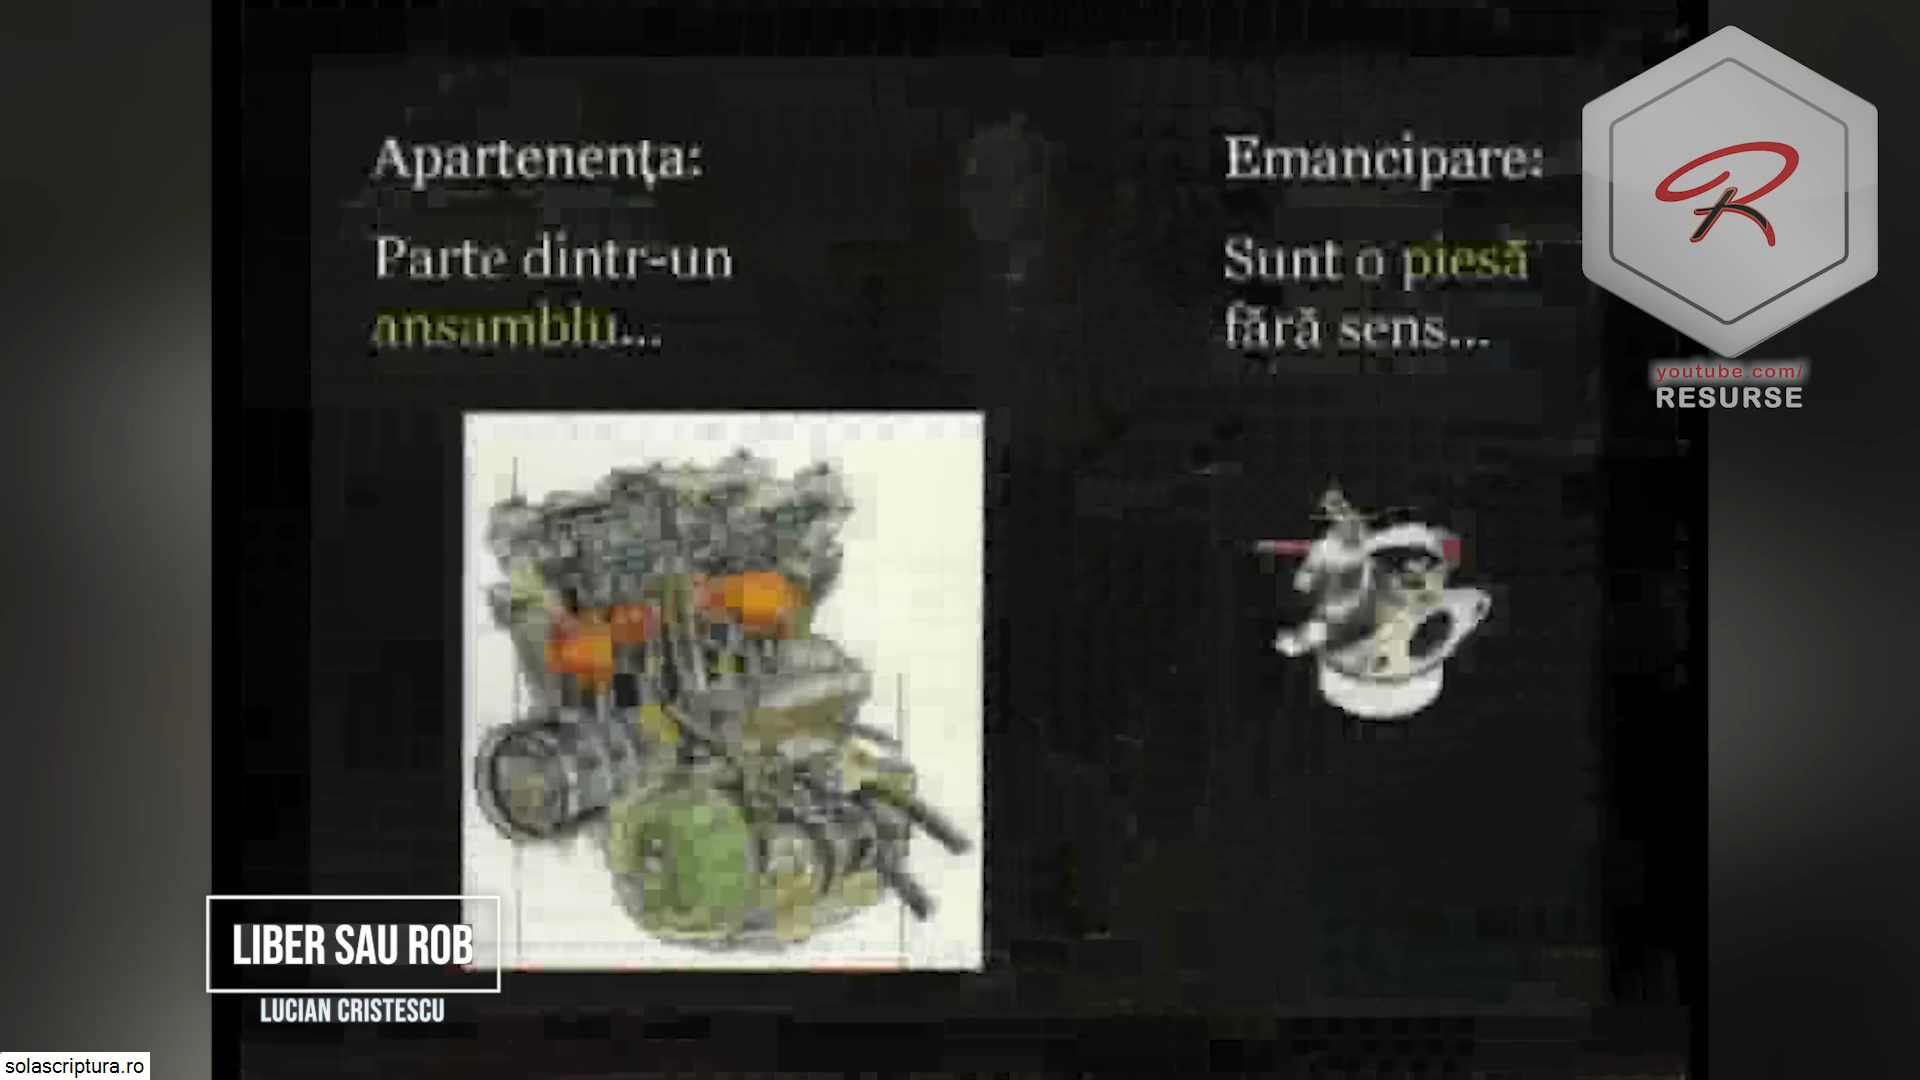 Apartenenţa:
Parte dintr-un
ansamblu...
Emancipare:
Sunt o piesă
fără sens...
R
youtube.com/
RESURSE
LIBER SAU ROB
LUCIAN CRISTESCU
solascriptura.ro